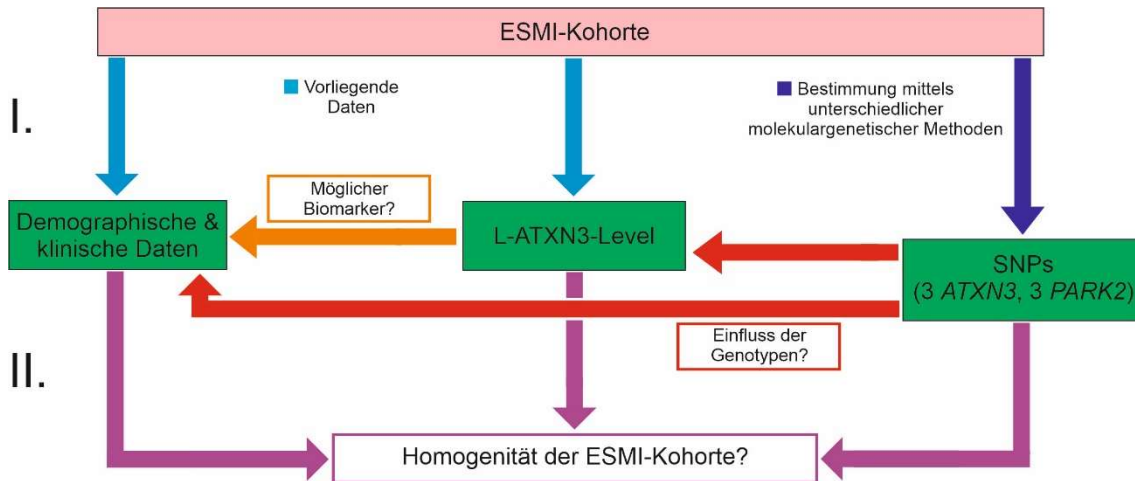 ESMI-Kohorte
I.
Vorliegende
Daten
Bestimmung mittels
unterschiedlicher
molekulargenetischer Methoden
Möglicher
Biomarker?
Demographische &
klinische Daten
L-ATXN3-Level
SNPs
(3 ATXN3, 3 PARK2)
Einfluss der
Genotypen?
II.
Homogenität der ESMI-Kohorte?